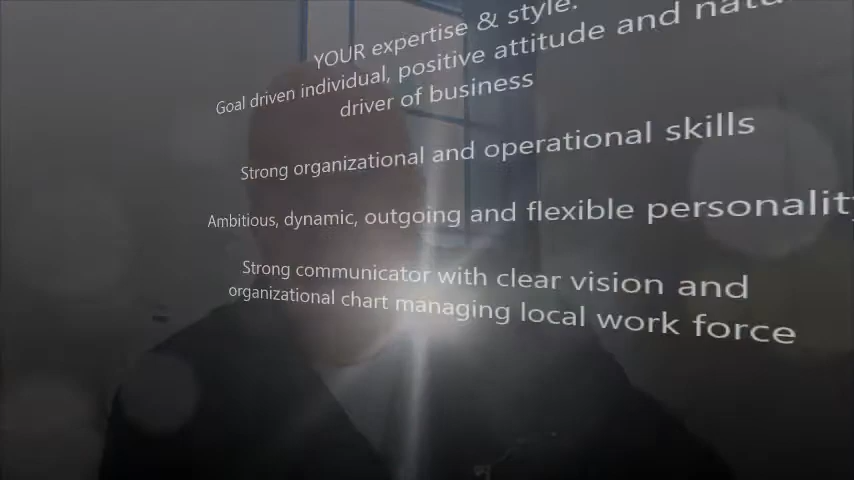 YOUR expertise & style:
Goal driven individual, positive attitude and
driver of business
Strong organizational and operational skills
Ambitious, dynamic, outgoing and flexible personality
Strong communicator with clear vision and
organizational chart managing local work force